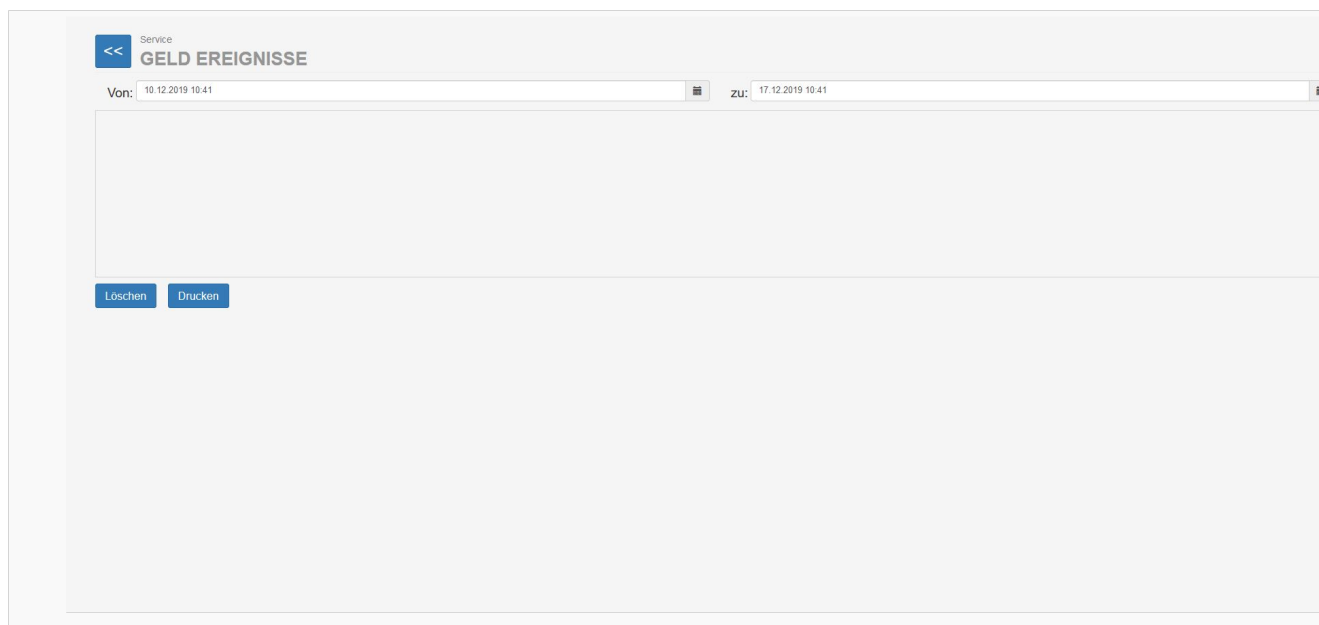 <<
Service
GELD EREIGNISSE
Von: 10.12.2019 10:41 zu: 17.12.2019 10:41
Löschen Drucken